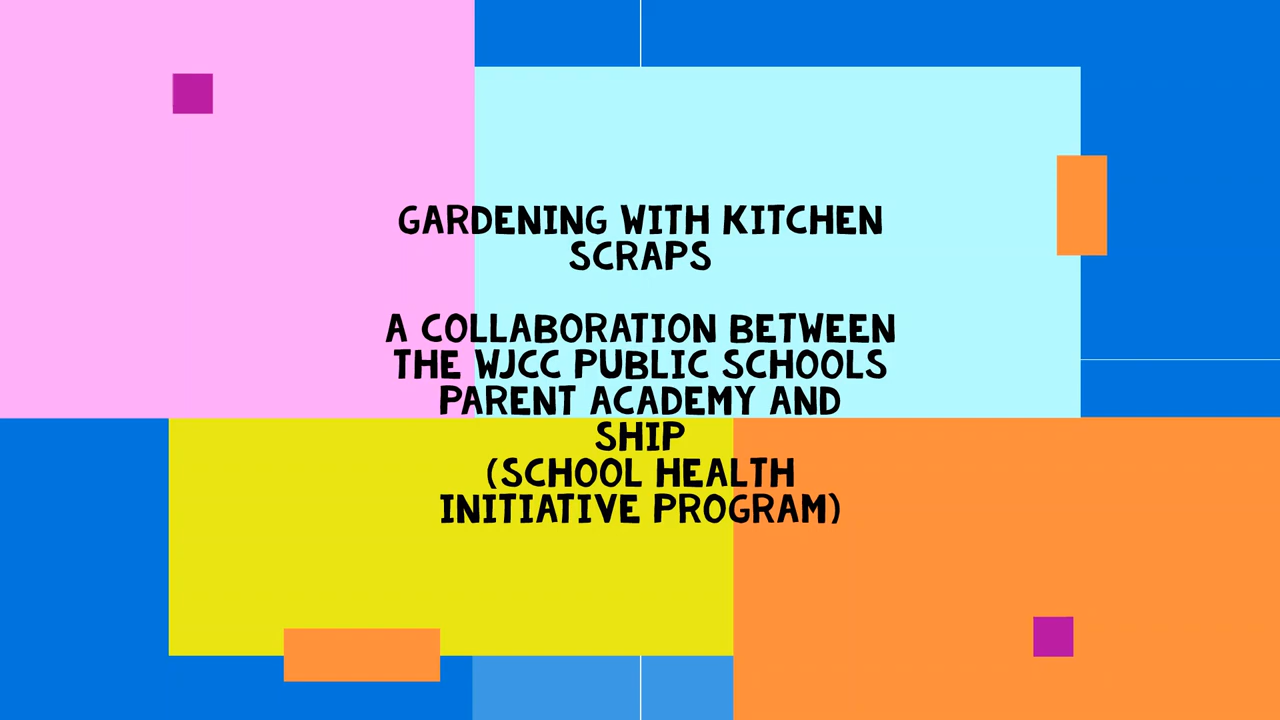 GARDENING WITH KITCHEN
SCRAPS
A COLLABORATION BETWEEN
THE WJCC PUBLIC SCHOOLS
PARENT ACADEMY AND
SHIP
(SCHOOL HEALTH
INITIATIVE PROGRAM)